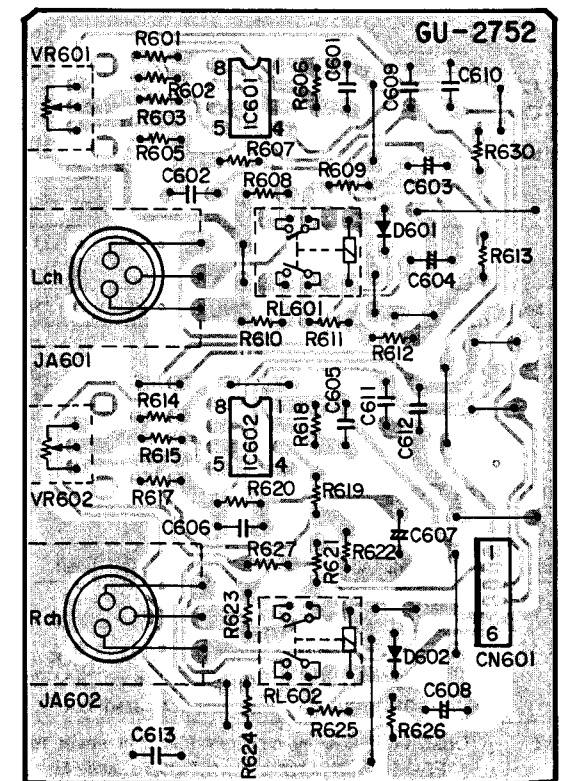 GU-2752
VR601
R601
R602
R603
R605
8 1
IC601
5 4
R606
C601
C609
C610
R607
R630
C602
R608
R609
C603
Lch
D601
C604
R613
RL601
R610
R611
R612
JA601
R614
8 1
IC602
5 4
R618
C605
C611
C612
R615
R617
VR602
R620
R619
C606
R627
R621
R622
C607
1
6
CN601
Rch
R623
D602
RL602
JA602
R624
R625
R626
C608
C613